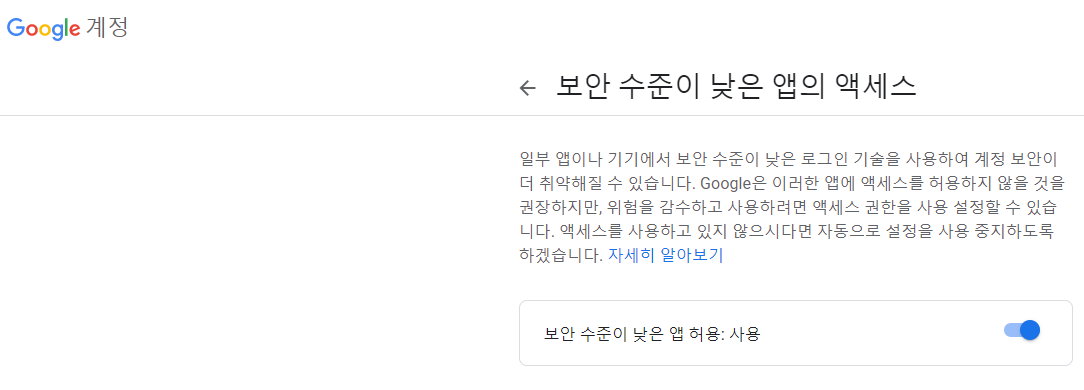 Google 계정
보안 수준이 낮은 앱의 액세스
일부 앱이나 기기에서 보안 수준이 낮은 로그인 기술을 사용하여 계정 보안이
더 취약해질 수 있습니다. Google은 이러한 앱에 액세스를 허용하지 않을 것을
권장하지만, 위험을 감수하고 사용하려면 액세스 권한을 사용 설정할 수 있습
니다. 액세스를 사용하고 있지 않으시다면 자동으로 설정을 사용 중지하도록
하겠습니다. 자세히 알아보기
보안 수준이 낮은 앱 허용: 사용